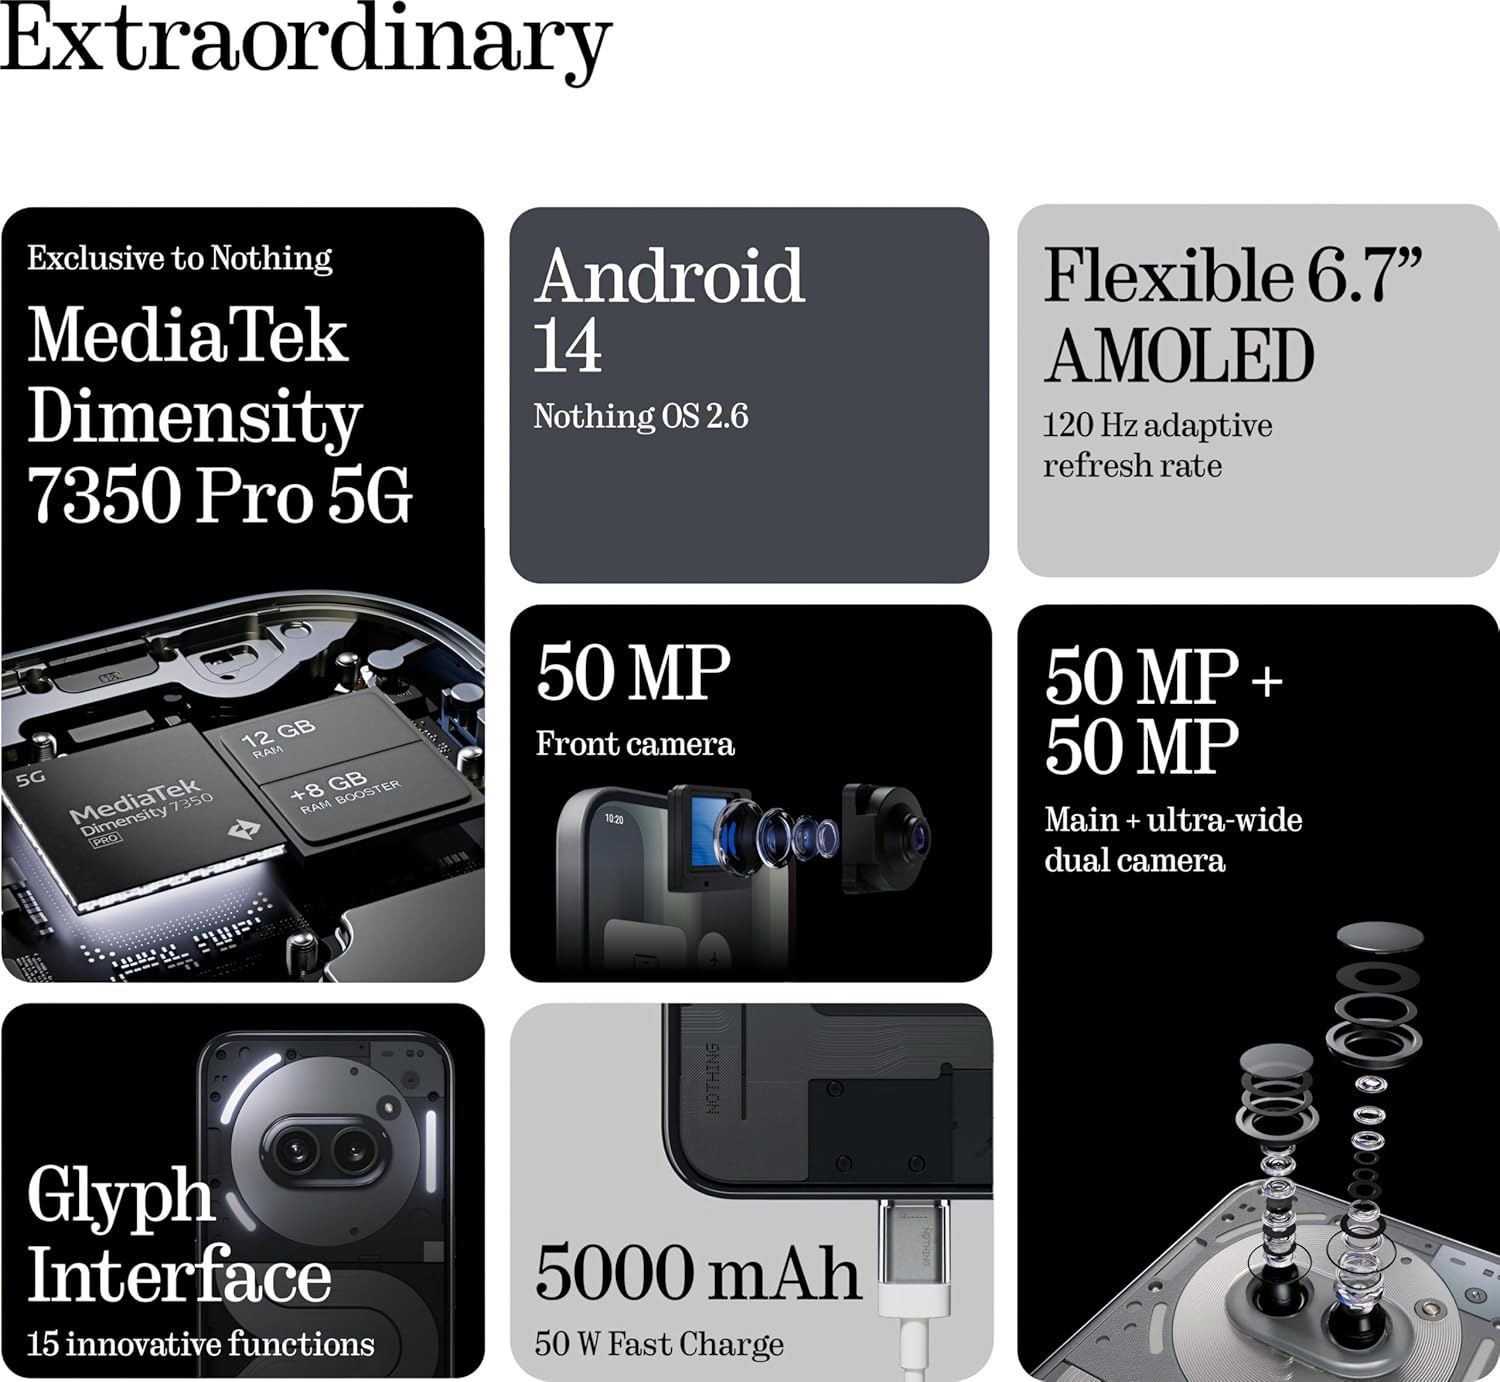 Extraordinary
Exclusive to Nothing
MediaTek
Dimensity
7350 Pro 5G
5G
MediaTek
Dimensity 7350
PRO
12 GB
RAM
+8 GB
RAM BOOSTER
Android
14
Nothing OS 2.6
Flexible 6.7”
AMOLED
120 Hz adaptive
refresh rate
50 MP
Front camera
10:20
50 MP +
50 MP
Main + ultra-wide
dual camera
Glyph
Interface
15 innovative functions
NOTHING
NOTHING
5000 mAh
50 W Fast Charge